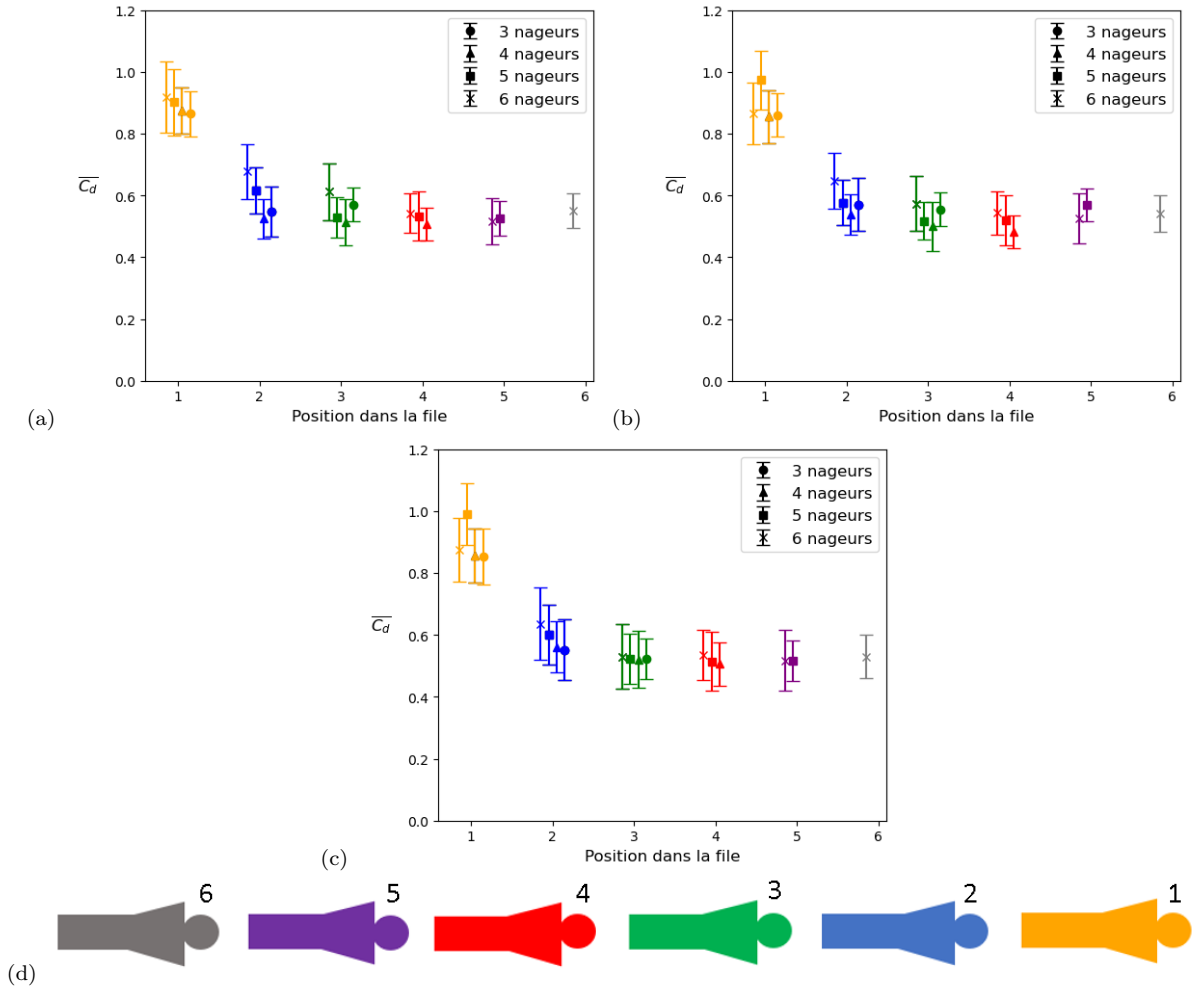 (a)
1.2
1.0
0.8
0.6
0.4
0.2
0.0
C_d
1 2 3 4 5 6
Position dans la file
3 nageurs
4 nageurs
5 nageurs
6 nageurs
(b)
1.2
1.0
0.8
0.6
0.4
0.2
0.0
C_d
1 2 3 4 5 6
Position dans la file
3 nageurs
4 nageurs
5 nageurs
6 nageurs
(c)
1.2
1.0
0.8
0.6
0.4
0.2
0.0
C_d
1 2 3 4 5 6
Position dans la file
3 nageurs
4 nageurs
5 nageurs
6 nageurs
(d)
6 5 4 3 2 1